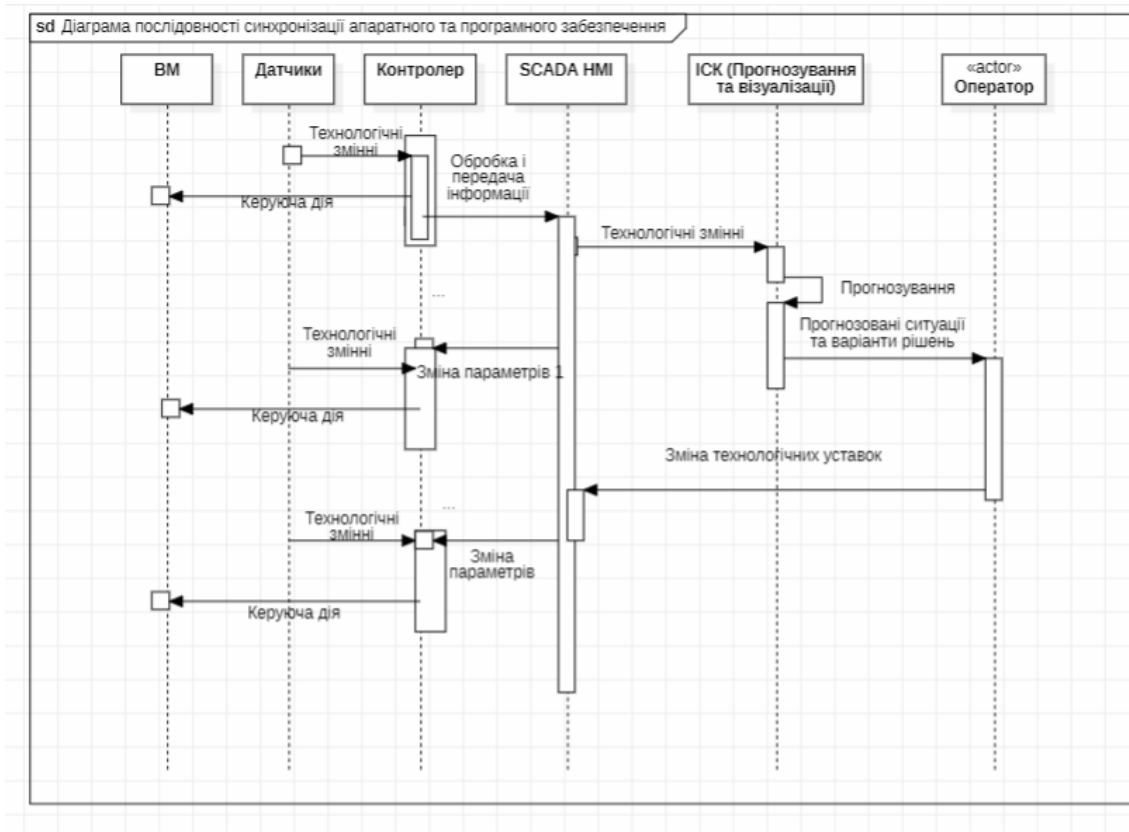 sd Діаграма послідовності синхронізації апаратного та програмного забезпечення
ВМ
Датчики
Контролер
SCADA HMI
ІСК (Прогнозування
та візуалізації)
«actor»
Оператор
Технологічні
змінні
Обробка і
передача
інформації
Керуюча дія
Технологічні змінні
Прогнозування
...
Прогнозовані ситуації
та варіанти рішень
Технологічні
змінні
Зміна параметрів 1
Керуюча дія
Зміна технологічних уставок
...
Технологічні
змінні
Зміна
параметрів
Керуюча дія